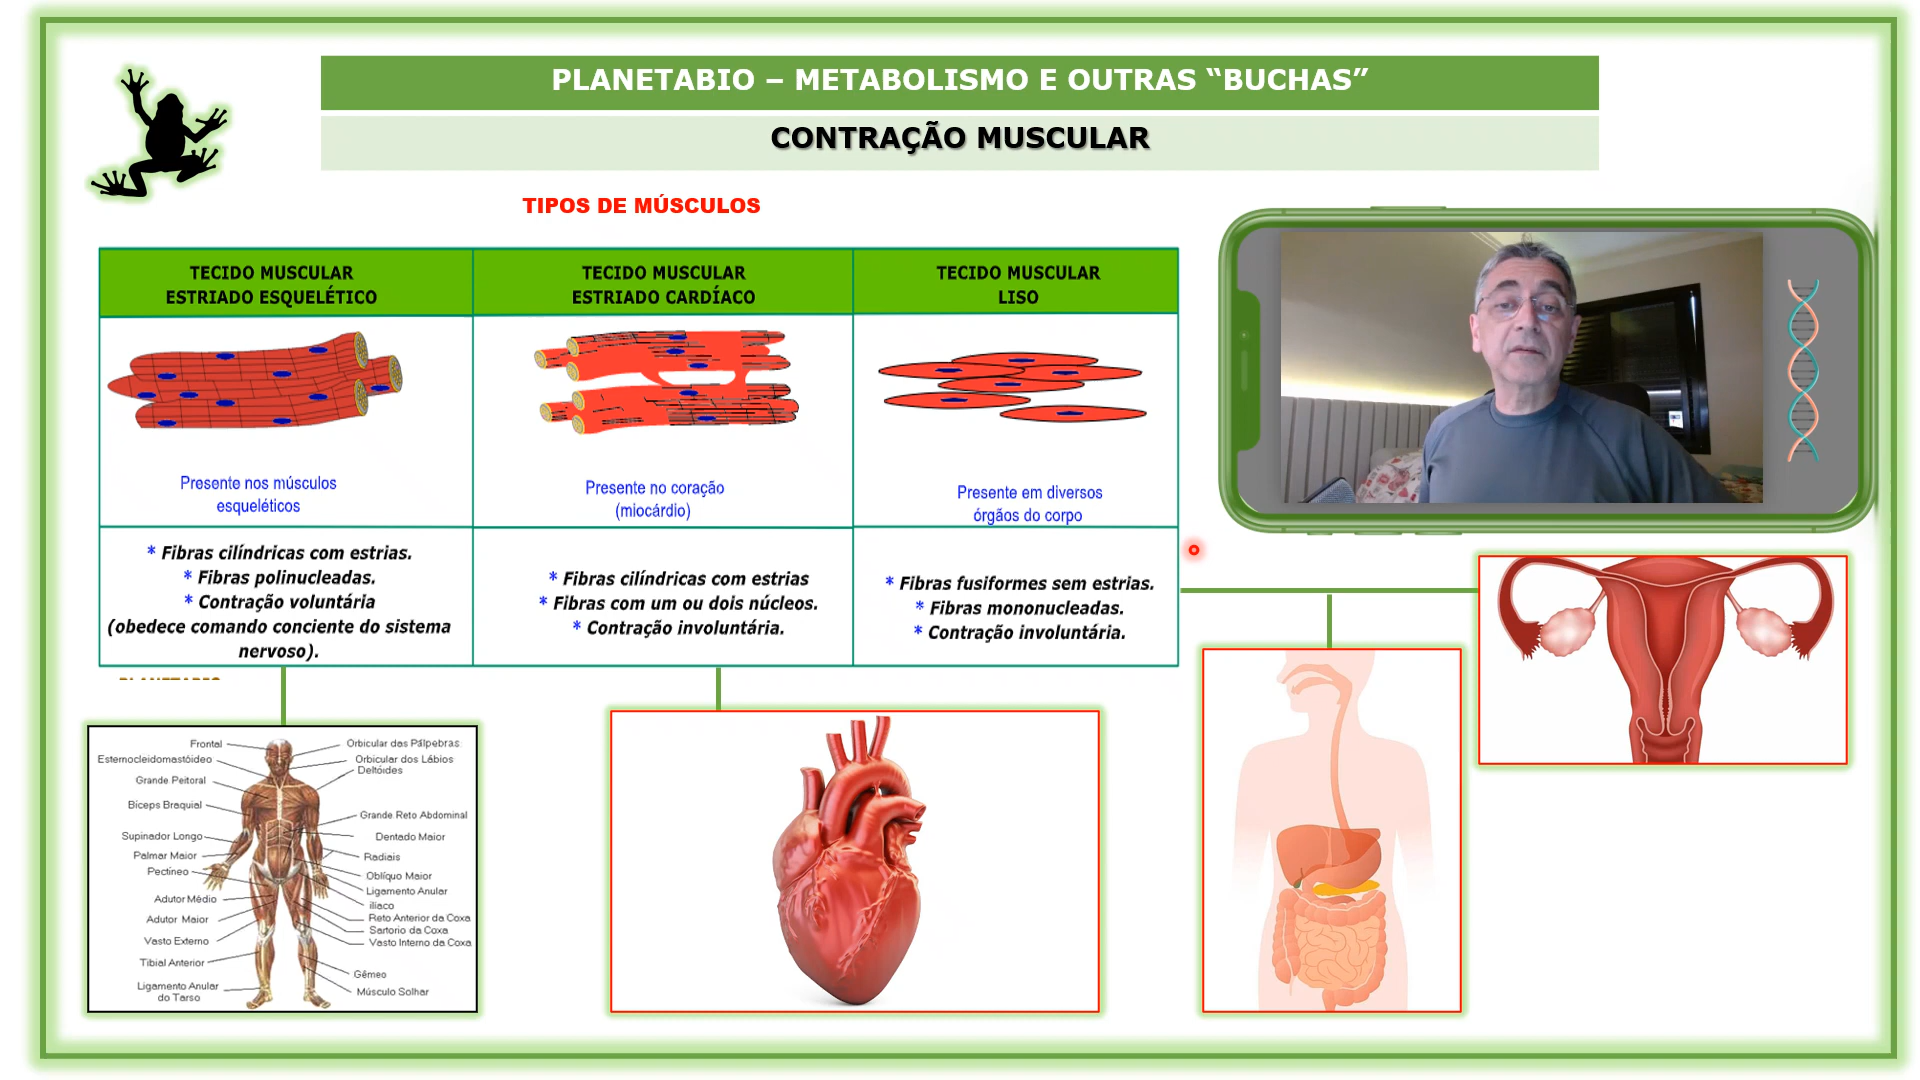 PLANETABIO – METABOLISMO E OUTRAS “BUCHAS”
CONTRAÇÃO MUSCULAR
TIPOS DE MÚSCULOS
TECIDO MUSCULAR
ESTRIADO ESQUELÉTICO
TECIDO MUSCULAR
ESTRIADO CARDÍACO
TECIDO MUSCULAR
LISO
Presente nos músculos
esqueléticos
Presente no coração
(miocárdio)
Presente em diversos
órgãos do corpo
* Fibras cilíndricas com estrias.
* Fibras polinucleadas.
* Contração voluntária
(obedece comando conciente do sistema
nervoso).
* Fibras cilíndricas com estrias
* Fibras com um ou dois núcleos.
* Contração involuntária.
* Fibras fusiformes sem estrias.
* Fibras mononucleadas.
* Contração involuntária.
Frontal
Esternocleidomastóideo
Grande Peitoral
Bíceps Braquial
Supinador Longo
Palmar Maior
Pectíneo
Adutor Médio
Adutor Maior
Vasto Externo
Tibial Anterior
Ligamento Anular
do Tarso
Orbicular das Pálpebras
Orbicular dos Lábios
Deltóides
Grande Reto Abdominal
Dentado Maior
Radiais
Oblíquo Maior
Ligamento Anular
ilíaco
Reto Anterior da Coxa
Sartorio da Coxa
Vasto Interno da Coxa
Gêmeo
Músculo Solhar